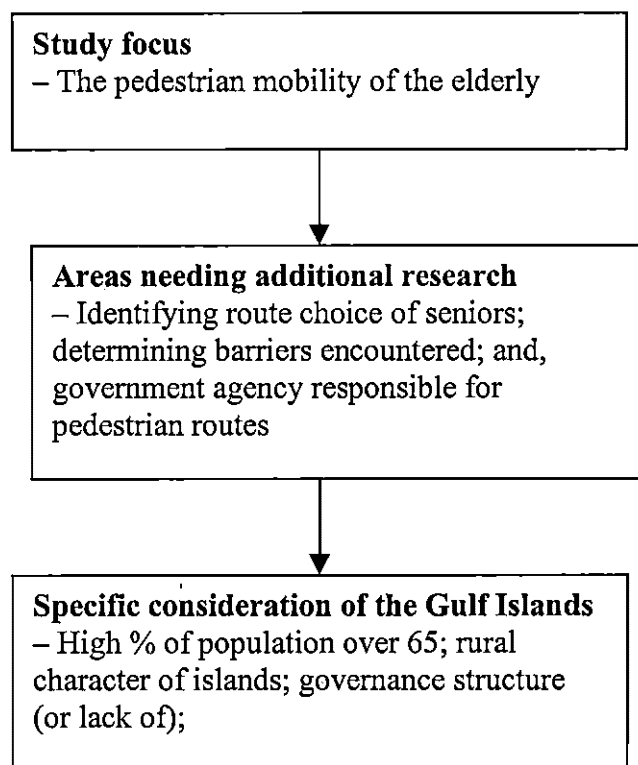 Study focus
– The pedestrian mobility of the elderly
Areas needing additional research
– Identifying route choice of seniors;
determining barriers encountered; and,
government agency responsible for
pedestrian routes
Specific consideration of the Gulf Islands
– High % of population over 65; rural
character of islands; governance structure
(or lack of);